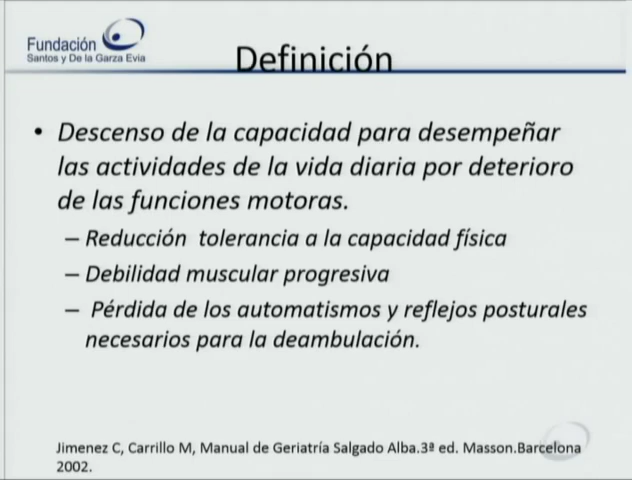 Fundación
Santos y De la Garza Evia
Definición
• Descenso de la capacidad para desempeñar
las actividades de la vida diaria por deterioro
de las funciones motoras.
– Reducción tolerancia a la capacidad física
– Debilidad muscular progresiva
– Pérdida de los automatismos y reflejos posturales
necesarios para la deambulación.
Jimenez C, Carrillo M, Manual de Geriatría Salgado Alba.3ª ed. Masson.Barcelona
2002.